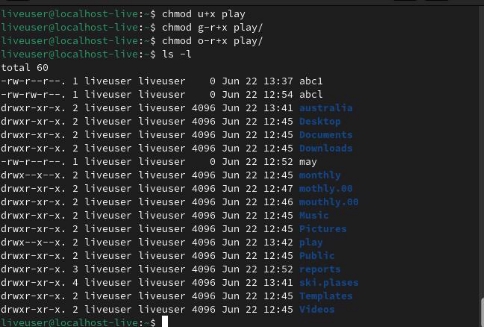 liveuser@localhost-live:~$ chmod u+x play
liveuser@localhost-live:~$ chmod g-r+x play/
liveuser@localhost-live:~$ chmod o-r+x play/
liveuser@localhost-live:~$ ls -l
total 60
-rw-r--r--. 1 liveuser liveuser    0 Jun 22 13:37 abc1
-rw-rw-r--. 1 liveuser liveuser    0 Jun 22 12:54 abcl
drwxr-xr-x. 2 liveuser liveuser 4096 Jun 22 13:41 australia
drwxr-xr-x. 2 liveuser liveuser 4096 Jun 22 12:45 Desktop
drwxr-xr-x. 2 liveuser liveuser 4096 Jun 22 12:45 Documents
drwxr-xr-x. 2 liveuser liveuser 4096 Jun 22 12:45 Downloads
-rw-r--r--. 1 liveuser liveuser    0 Jun 22 12:52 may
drwx--x--x. 2 liveuser liveuser 4096 Jun 22 12:45 monthly
drwxr-xr-x. 2 liveuser liveuser 4096 Jun 22 12:47 mothly.00
drwxr-xr-x. 2 liveuser liveuser 4096 Jun 22 12:46 mouthly.00
drwxr-xr-x. 2 liveuser liveuser 4096 Jun 22 12:45 Music
drwxr-xr-x. 2 liveuser liveuser 4096 Jun 22 12:45 Pictures
drwx--x--x. 2 liveuser liveuser 4096 Jun 22 13:42 play
drwxr-xr-x. 2 liveuser liveuser 4096 Jun 22 12:45 Public
drwxr-xr-x. 3 liveuser liveuser 4096 Jun 22 12:52 reports
drwxr-xr-x. 4 liveuser liveuser 4096 Jun 22 13:41 ski.plases
drwxr-xr-x. 2 liveuser liveuser 4096 Jun 22 12:45 Templates
drwxr-xr-x. 2 liveuser liveuser 4096 Jun 22 12:45 Videos
liveuser@localhost-live:~$